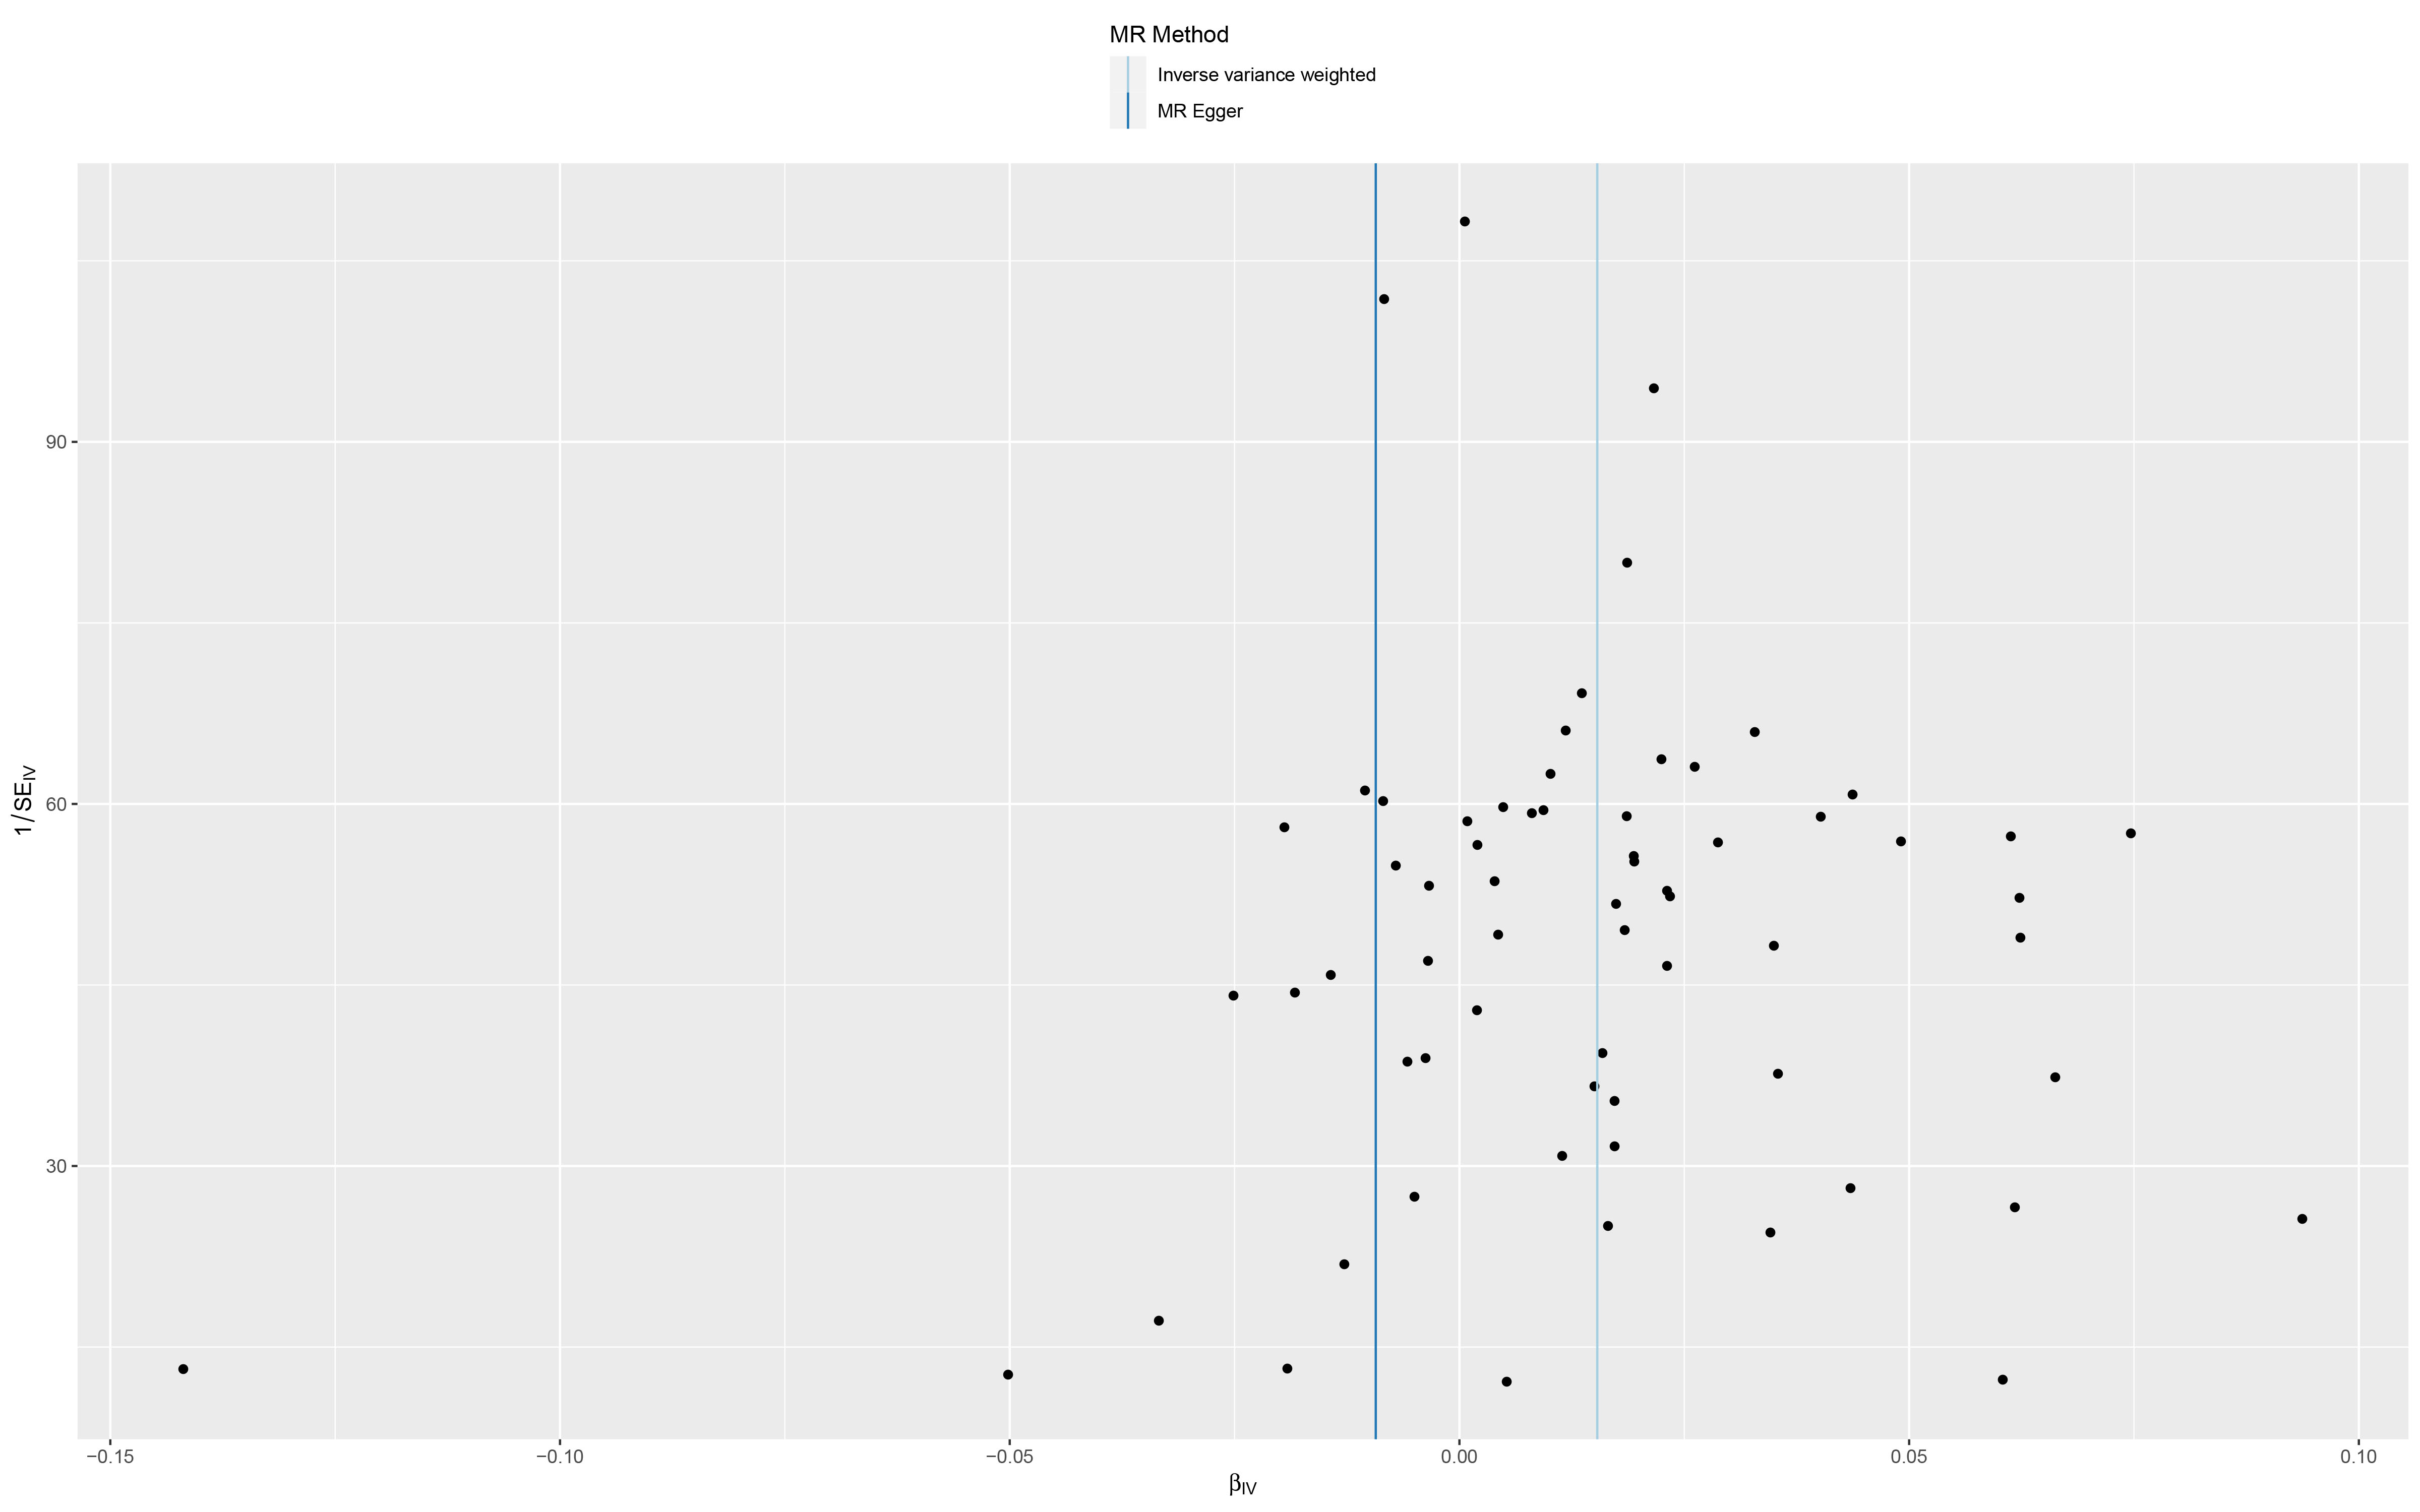 MR Method
Inverse variance weighted
MR Egger
90
60
30
1/SEIV
−0.15
−0.10
−0.05
0.00
0.05
0.10
βIV